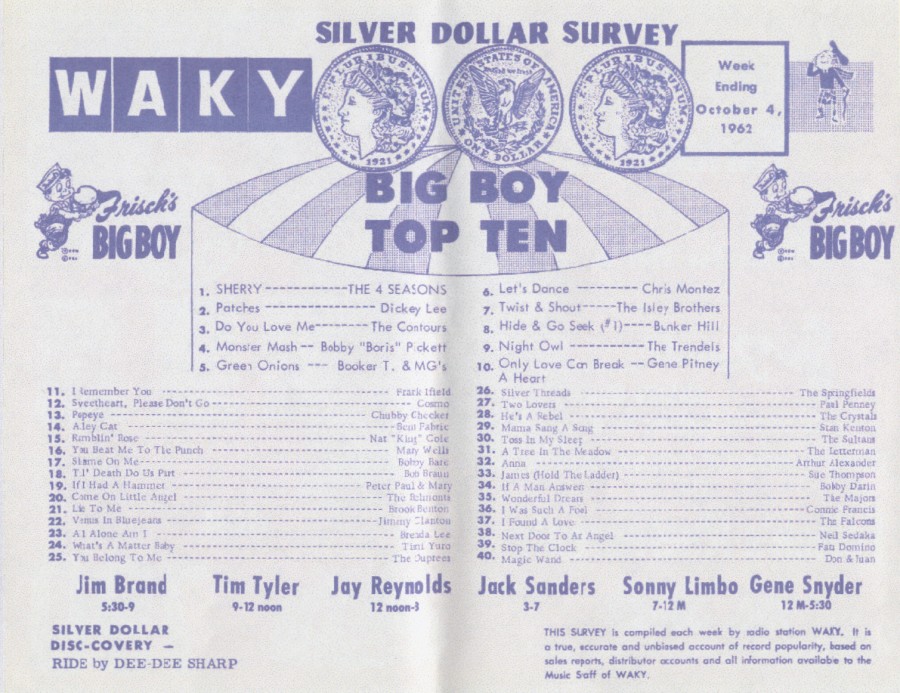 SILVER DOLLAR SURVEY
WAKY
E·PLURIBUS·UNUM
1921
UNITED STATES OF AMERICA
In God we trust
ONE DOLLAR
E·PLURIBUS·UNUM
1921
Week
Ending
October 4,
1962
Frisch's
BIG BOY
BIG BOY
TOP TEN
Frisch's
BIG BOY
1. SHERRY ------------- THE 4 SEASONS
2. Patches ---------------- Dickey Lee
3. Do You Love Me -------- The Contours
4. Monster Mash -- Bobby "Boris" Pickett
5. Green Onions --- Booker T. & MG's
6. Let's Dance ------- Chris Montez
7. Twist & Shout ----- The Isley Brothers
8. Hide & Go Seek (#1) ---- Bunker Hill
9. Night Owl --------- The Trendels
10. Only Love Can Break -- Gene Pitney
A Heart
11. I Remember You ---------- Frank Ifield
12. Sweetheart, Please Don't Go ---------- Cosmo
13. Popeye ---------- Chubby Checker
14. Alley Cat ---------- Bent Fabric
15. Ramblin' Rose ---------- Nat "King" Cole
16. You Beat Me To The Punch ---------- Mary Wells
17. Shame On Me ---------- Bobby Bare
18. Til' Death Do Us Part ---------- Bob Braun
19. If I Had A Hammer ---------- Peter Paul & Mary
20. Come On Little Angel ---------- The Belmonts
21. Lie To Me ---------- Brook Benton
22. Venus In Bluejeans ---------- Jimmy Clanton
23. All Alone Am I ---------- Brenda Lee
24. What's A Matter Baby ---------- Timi Yuro
25. You Belong To Me ---------- The Duprees
26. Silver Threads ---------- The Springfields
27. Two Lovers ---------- Paul Penney
28. He's A Rebel ---------- The Crystals
29. Mama Sang A Song ---------- Stan Kenton
30. Toss In My Sleep ---------- The Sultans
31. A Tree In The Meadow ---------- The Letterman
32. Anna ---------- Arthur Alexander
33. James (Hold The Ladder) ---------- Sue Thompson
34. If A Man Answers ---------- Bobby Darin
35. Wonderful Dream ---------- The Majors
36. I Was Such A Fool ---------- Connie Francis
37. I Found A Love ---------- The Falcons
38. Next Door To An Angel ---------- Neil Sedaka
39. Stop The Clock ---------- Fats Domino
40. Magic Wand ---------- Don & Juan
Jim Brand Tim Tyler Jay Reynolds Jack Sanders Sonny Limbo Gene Snyder
5:30-9 9-12 noon 12 noon-3 3-7 7-12 M 12 M-5:30
SILVER DOLLAR
DISC-COVERY –
RIDE by DEE-DEE SHARP
THIS SURVEY is compiled each week by radio station WAKY. It is
a true, accurate and unbiased account of record popularity, based on
sales reports, distributor accounts and all information available to the
Music Staff of WAKY.